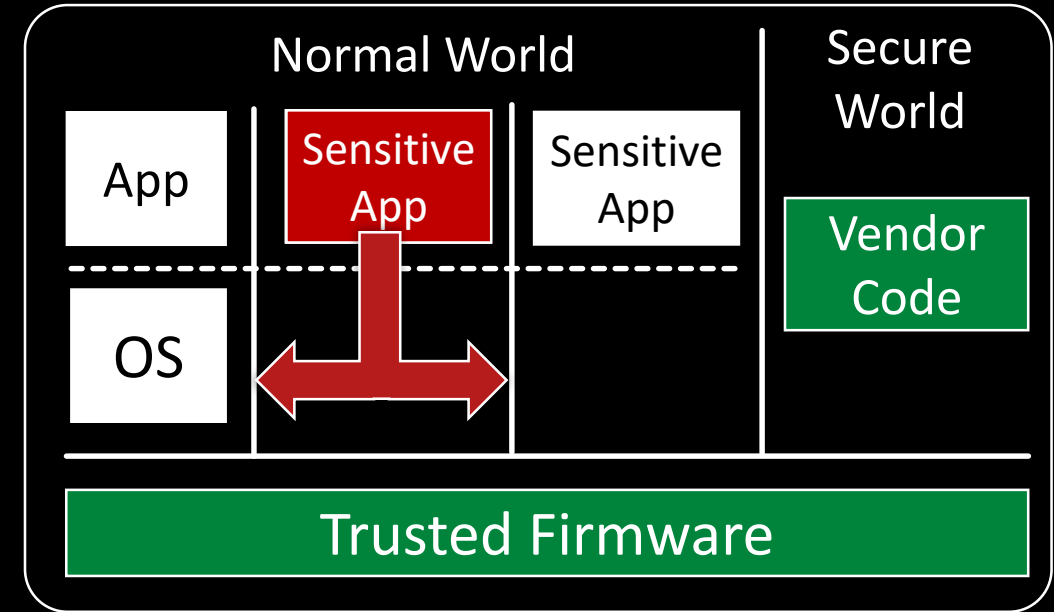 Normal World
Secure
World
App
Sensitive
App
Sensitive
App
Vendor
Code
OS
Trusted Firmware